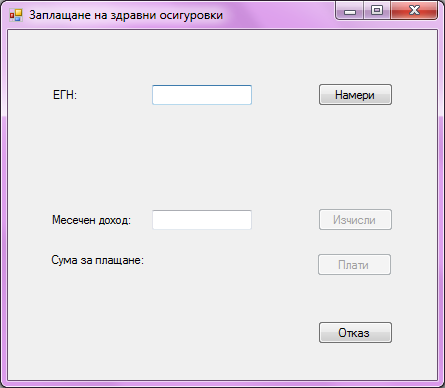 Заплащане на здравни осигуровки
ЕГН:
Намери
Месечен доход:
Изчисли
Сума за плащане:
Плати
Отказ